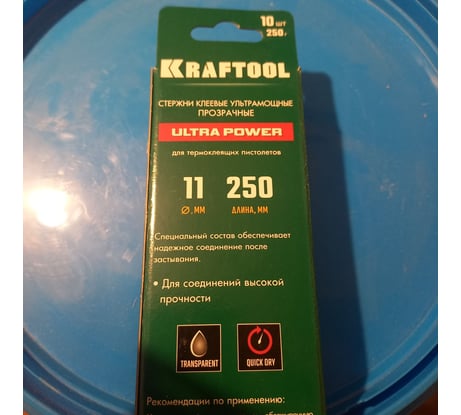 10 шт
250 г
KRAFTOOL
СТЕРЖНИ КЛЕЕВЫЕ УЛЬТРАМОЩНЫЕ
ПРОЗРАЧНЫЕ
ULTRA POWER
для термоклеящих пистолетов
11 250
Ø, ММ ДЛИНА, ММ
Специальный состав обеспечивает
надежное соединение после
застывания.
• Для соединений высокой
прочности
TRANSPARENT QUICK DRY
Рекомендации по применению: